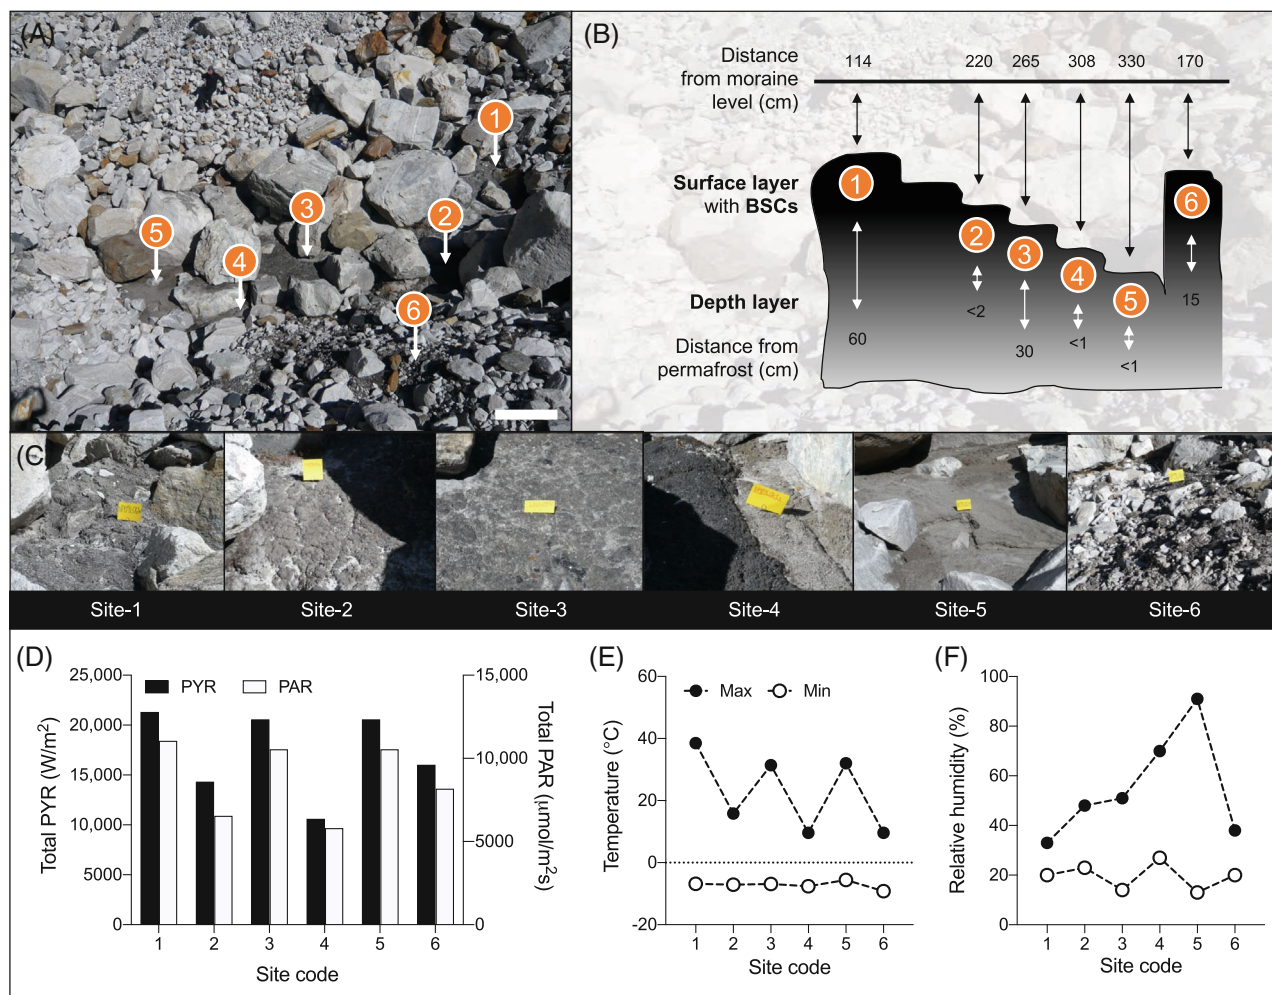 (A)
1
2
3
4
5
6
(B)
Distance
from moraine
level (cm)
114 220 265 308 330 170
Surface layer
with BSCs
1 2 3 4 5 6
Depth layer
Distance from
permafrost (cm)
60 <2 30 <1 <1 15
(C)
Site-1 Site-2 Site-3 Site-4 Site-5 Site-6
(D)
PYR PAR
Total PYR (W/m²)
25,000
20,000
15,000
10,000
5000
0
15,000
10,000
5000
0
Total PAR (μmol/m²s)
1 2 3 4 5 6
Site code
(E)
Max Min
Temperature (°C)
60
40
20
0
-20
1 2 3 4 5 6
Site code
(F)
Relative humidity (%)
100
80
60
40
20
0
1 2 3 4 5 6
Site code